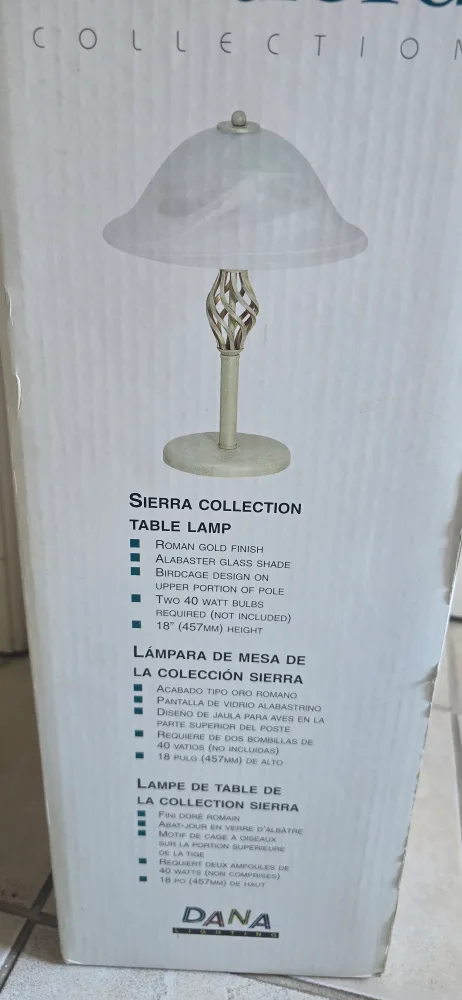 COLLECTION
SIERRA COLLECTION
TABLE LAMP
ROMAN GOLD FINISH
ALABASTER GLASS SHADE
BIRDCAGE DESIGN ON
UPPER PORTION OF POLE
TWO 40 WATT BULBS
REQUIRED (NOT INCLUDED)
18" (457MM) HEIGHT
LÁMPARA DE MESA DE
LA COLECCIÓN SIERRA
ACABADO TIPO ORO ROMANO
PANTALLA DE VIDRIO ALABASTRINO
DISEÑO DE JAULA PARA AVES EN LA
PARTE SUPERIOR DEL POSTE
REQUIERE DE DOS BOMBILLAS DE
40 VATIOS (NO INCLUIDAS)
18 PULG (457MM) DE ALTO
LAMPE DE TABLE DE
LA COLLECTION SIERRA
FINI DORÉ ROMAIN
ABAT-JOUR EN VERRE D'ALBÂTRE
MOTIF DE CAGE À OISEAUX
SUR LA PORTION SUPÉRIEURE
DE LA TIGE
REQUIERT DEUX AMPOULES DE
40 WATTS (NON COMPRISES)
18 PO (457MM) DE HAUT
DANA
LIGHTING